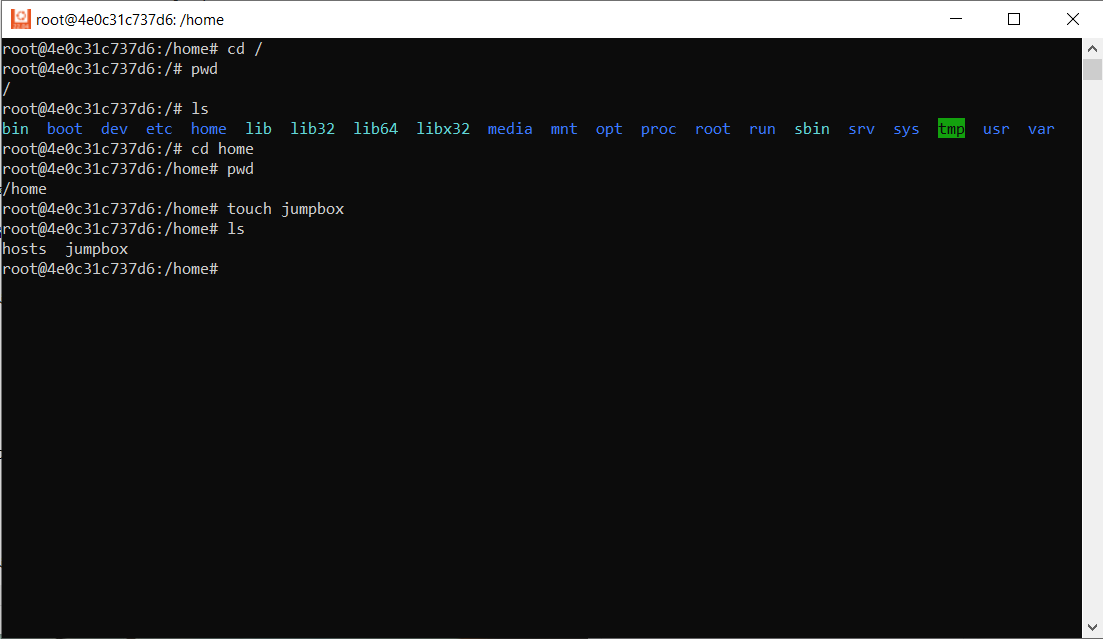 root@4e0c31c737d6: /home
root@4e0c31c737d6:/home# cd /
root@4e0c31c737d6:/# pwd
/
root@4e0c31c737d6:/# ls
bin  boot  dev  etc  home  lib  lib32  lib64  libx32  media  mnt  opt  proc  root  run  sbin  srv  sys  tmp  usr  var
root@4e0c31c737d6:/# cd home
root@4e0c31c737d6:/home# pwd
/home
root@4e0c31c737d6:/home# touch jumpbox
root@4e0c31c737d6:/home# ls
hosts  jumpbox
root@4e0c31c737d6:/home#